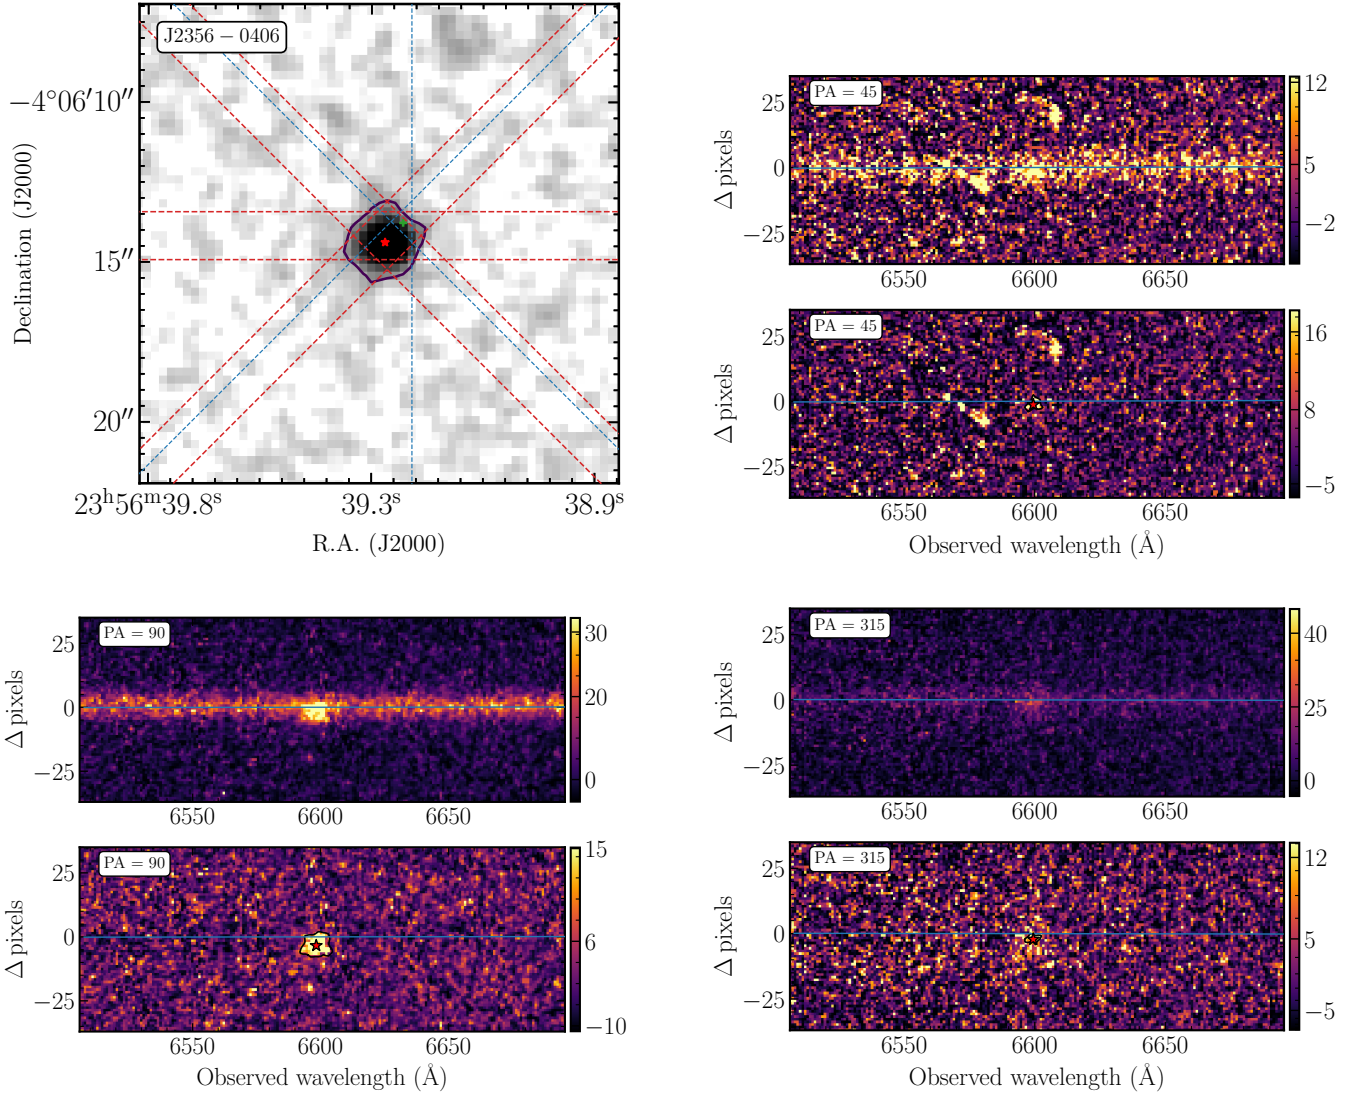 J2356 − 0406
−4°06′10″
15″
20″
Declination (J2000)
23ʰ56ᵐ39.8ˢ 39.3ˢ 38.9ˢ
R.A. (J2000)
PA = 45
25
0
−25
Δ pixels
12
5
−2
6550 6600 6650
PA = 45
25
0
−25
Δ pixels
16
8
−5
6550 6600 6650
Observed wavelength (Å)
PA = 90
25
0
−25
Δ pixels
30
20
0
6550 6600 6650
PA = 90
25
0
−25
Δ pixels
15
6
−10
6550 6600 6650
Observed wavelength (Å)
PA = 315
25
0
−25
Δ pixels
40
25
0
6550 6600 6650
PA = 315
25
0
−25
Δ pixels
12
5
−5
6550 6600 6650
Observed wavelength (Å)